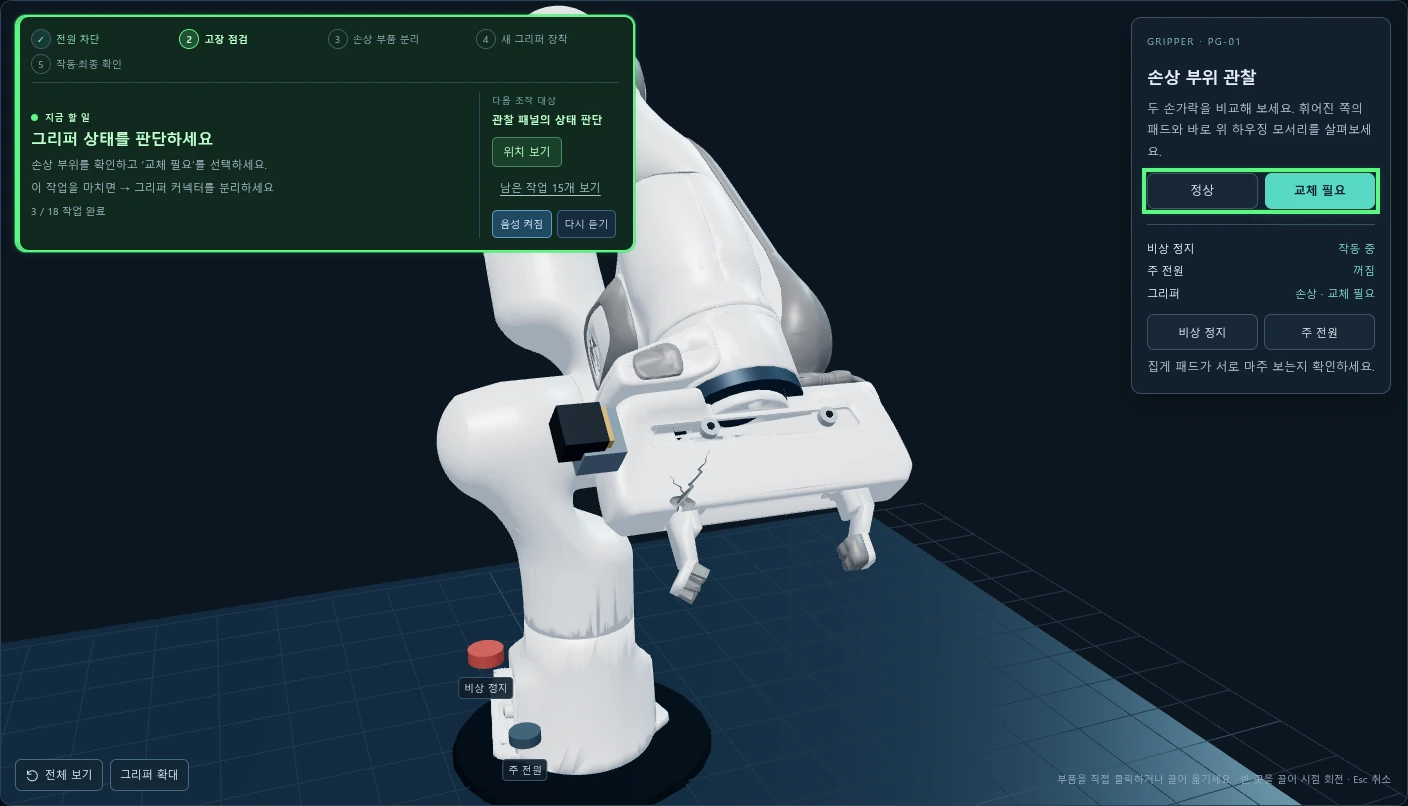 ✓ 전원 차단
2 고장 점검
3 손상 부품 분리
4 새 그리퍼 장착
5 작동·최종 확인
지금 할 일
그리퍼 상태를 판단하세요
손상 부위를 확인하고 '교체 필요'를 선택하세요.
이 작업을 마치면 → 그리퍼 커넥터를 분리하세요
3 / 18 작업 완료
다음 조작 대상
관찰 패널의 상태 판단
위치 보기
남은 작업 15개 보기
음성 켜짐
다시 듣기
GRIPPER · PG-01
손상 부위 관찰
두 손가락을 비교해 보세요. 휘어진 쪽의
패드와 바로 위 하우징 모서리를 살펴보세
요.
정상
교체 필요
비상 정지
작동 중
주 전원
꺼짐
그리퍼
손상 · 교체 필요
비상 정지
주 전원
집게 패드가 서로 마주 보는지 확인하세요.
비상 정지
주 전원
전체 보기
그리퍼 확대
부품을 직접 클릭하거나 끌어 옮기세요 · 빈 곳을 끌어 시점 회전 · Esc 취소